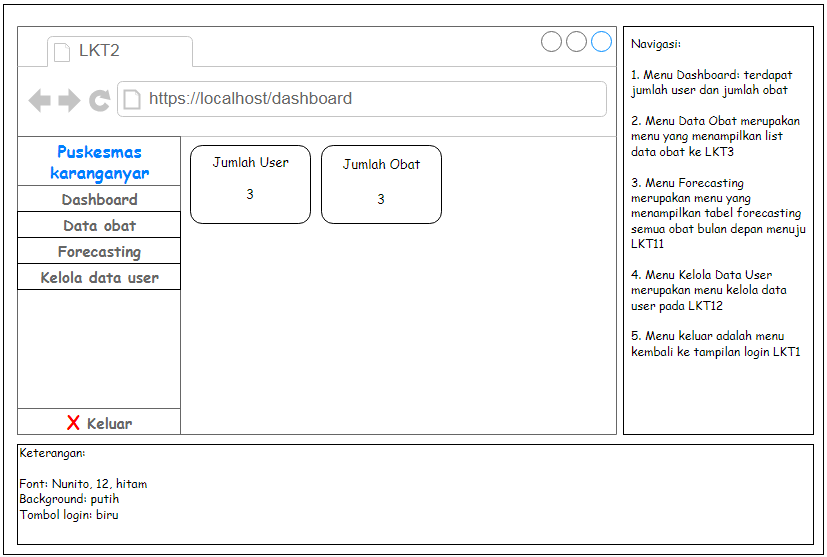 LKT2
https://localhost/dashboard
Puskesmas
karanganyar
Dashboard
Data obat
Forecasting
Kelola data user
X Keluar
Jumlah User
3
Jumlah Obat
3
Navigasi:
1. Menu Dashboard: terdapat
jumlah user dan jumlah obat
2. Menu Data Obat merupakan
menu yang menampilkan list
data obat ke LKT3
3. Menu Forecasting
merupakan menu yang
menampilkan tabel forecasting
semua obat bulan depan menuju
LKT11
4. Menu Kelola Data User
merupakan menu kelola data
user pada LKT12
5. Menu keluar adalah menu
kembali ke tampilan login LKT1
Keterangan:
Font: Nunito, 12, hitam
Background: putih
Tombol login: biru